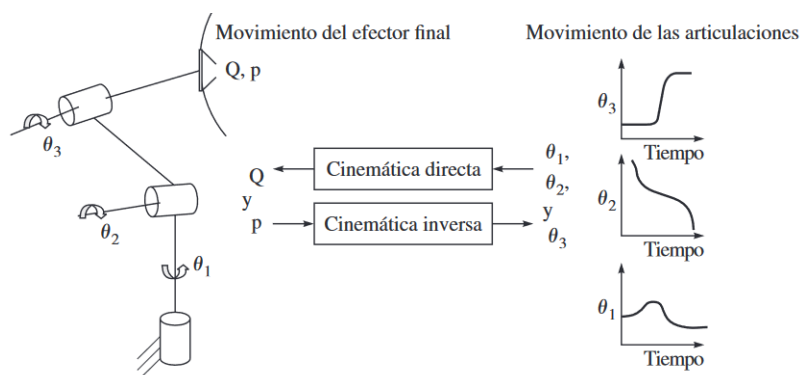 Movimiento del efector final
Movimiento de las articulaciones
Q, p
θ3
θ2
θ1
Q
y
p
Cinemática directa
Cinemática inversa
θ1,
θ2,
y
θ3
θ3
Tiempo
θ2
Tiempo
θ1
Tiempo